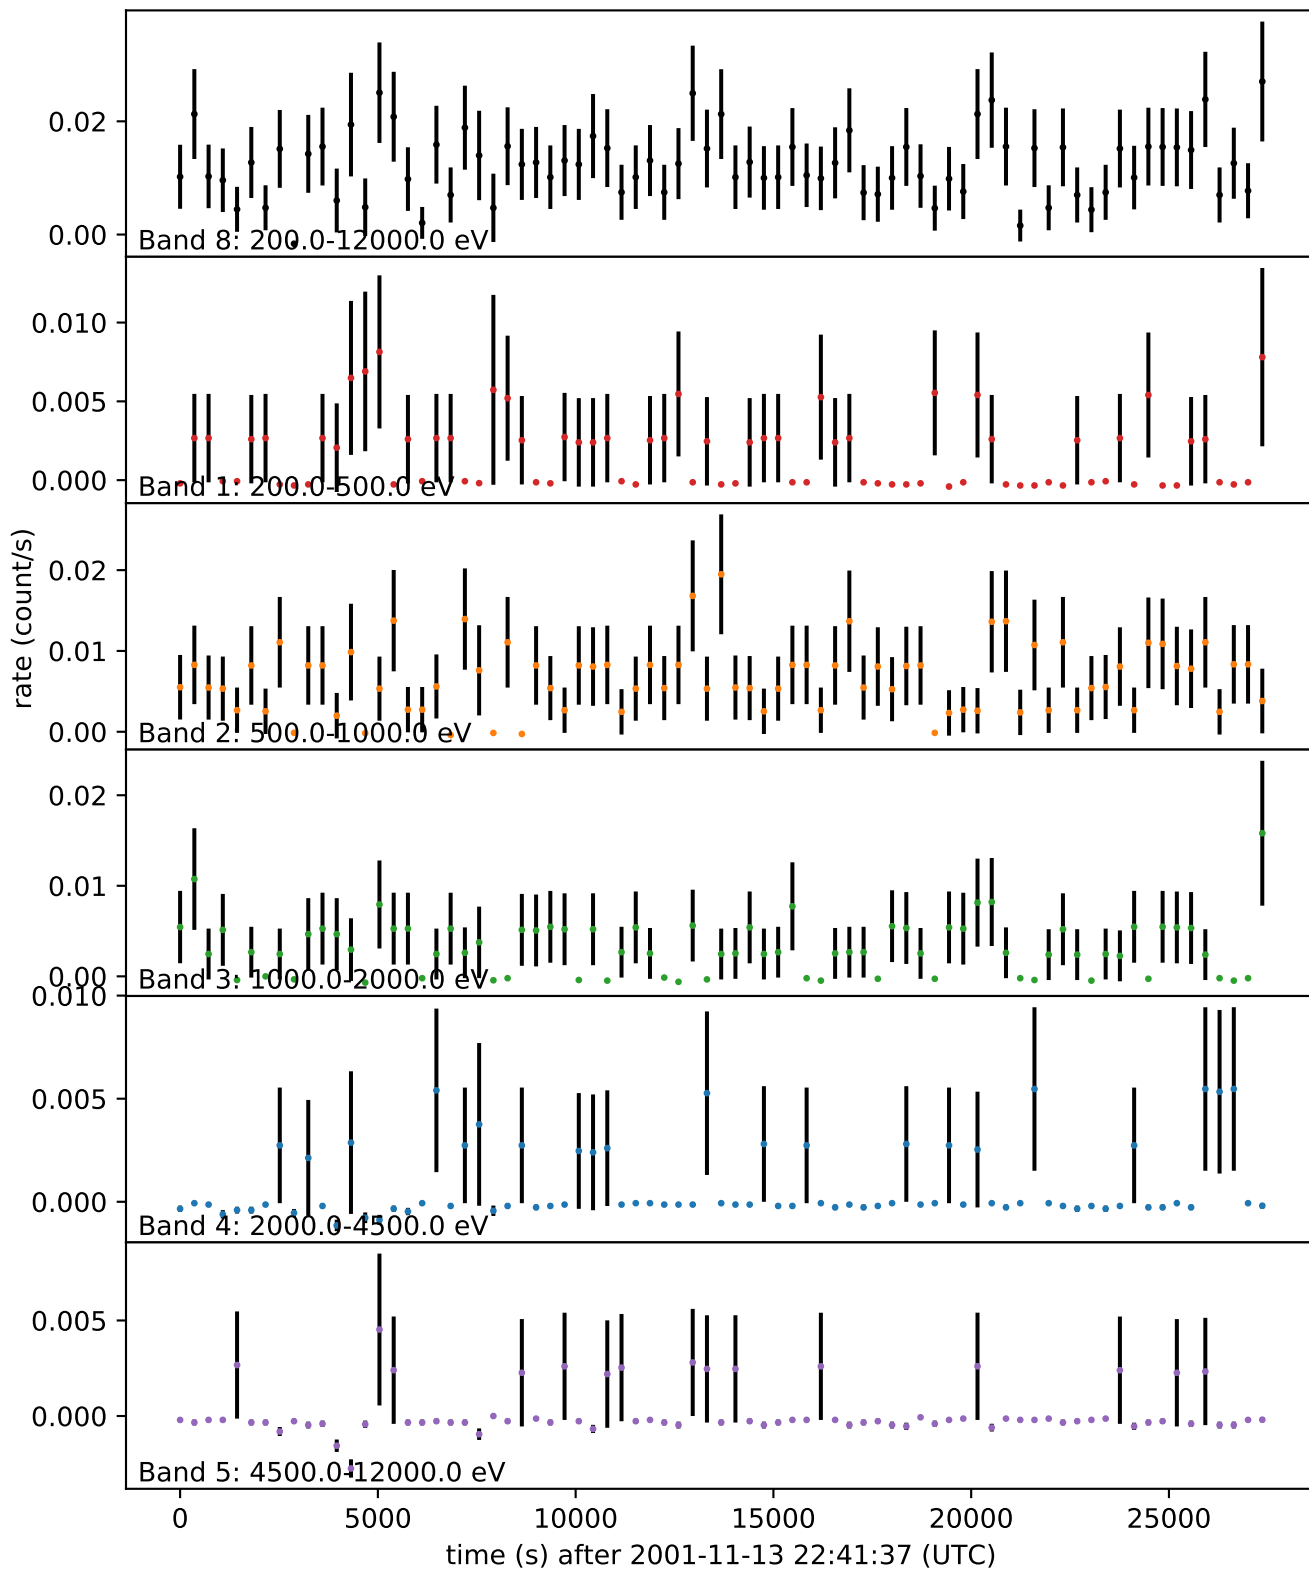 0.02
0.00
Band 8: 200.0-12000.0 eV
0.010
0.005
0.000
Band 1: 200.0-500.0 eV
rate (count/s)
0.02
0.01
0.00
Band 2: 500.0-1000.0 eV
0.02
0.01
0.00
Band 3: 1000.0-2000.0 eV
0.010
0.005
0.000
Band 4: 2000.0-4500.0 eV
0.005
0.000
Band 5: 4500.0-12000.0 eV
0 5000 10000 15000 20000 25000
time (s) after 2001-11-13 22:41:37 (UTC)